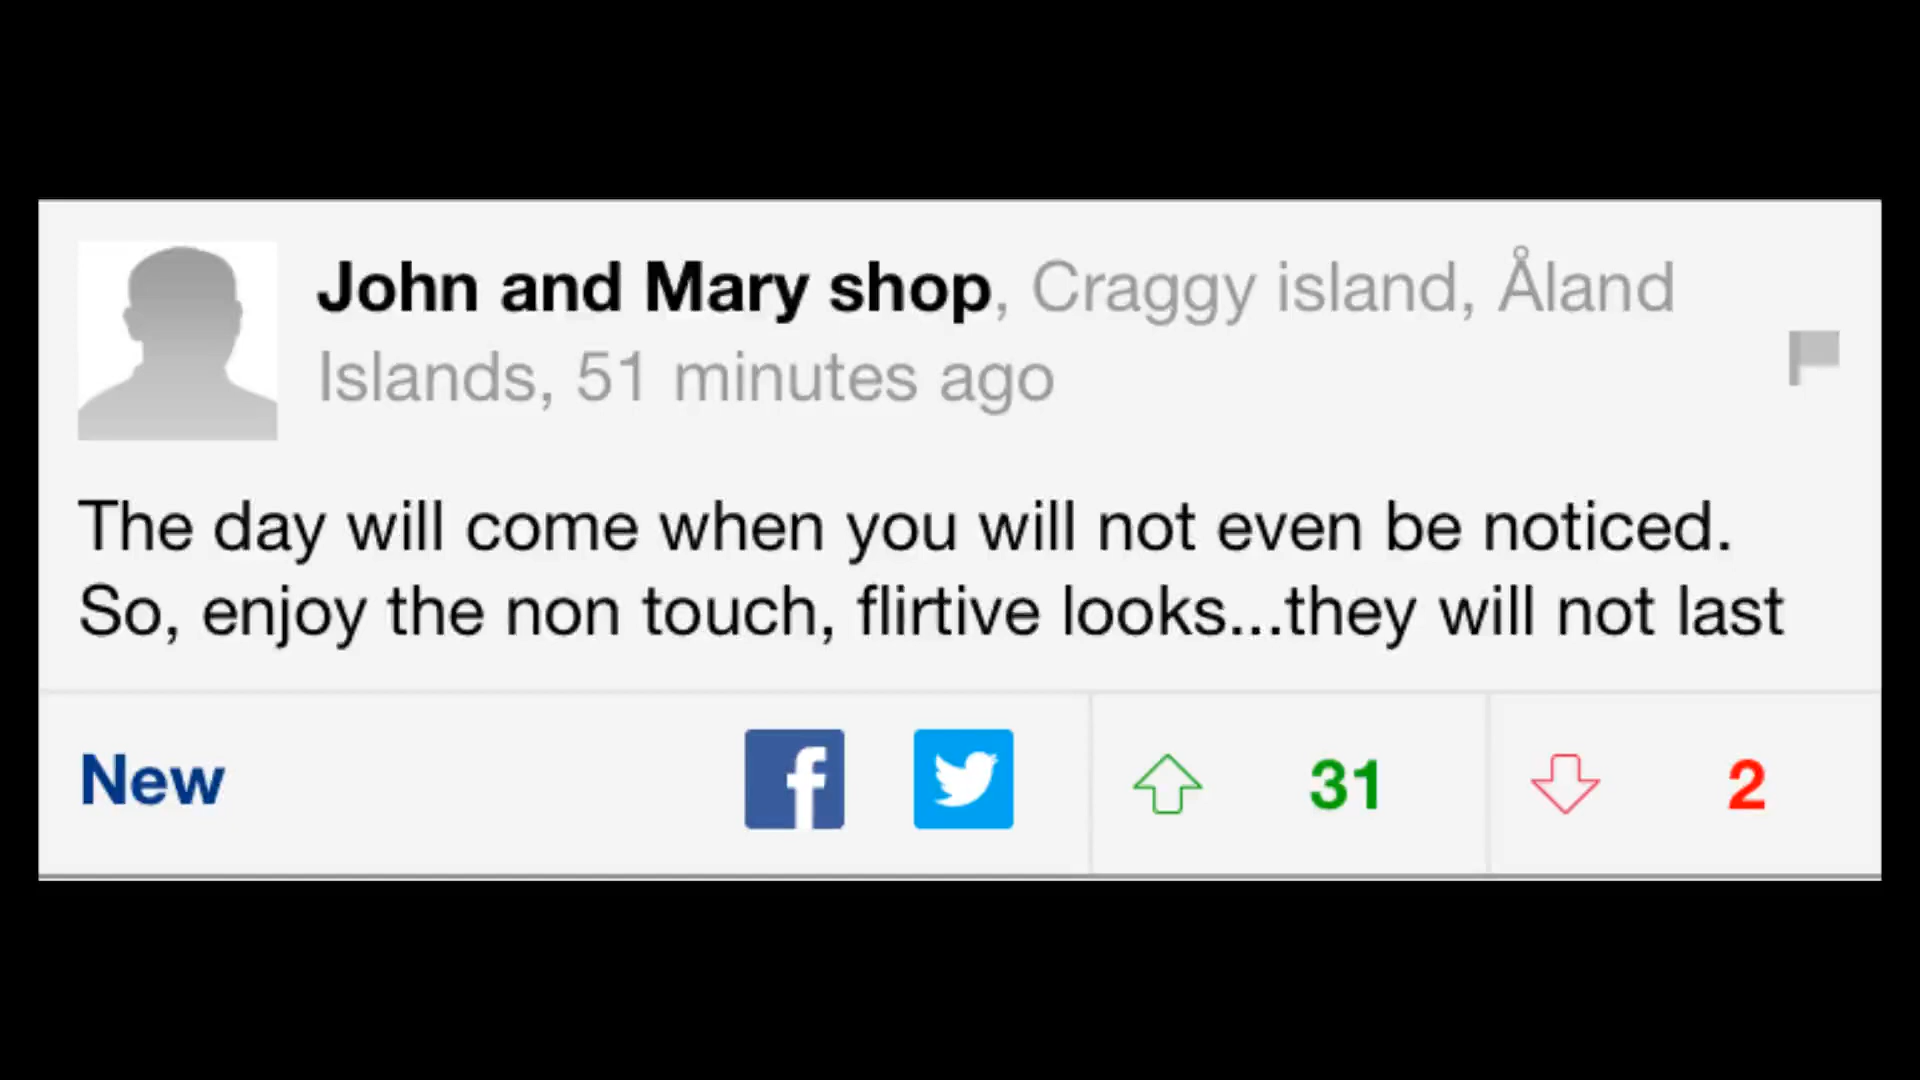 John and Mary shop, Craggy island, Åland
Islands, 51 minutes ago
The day will come when you will not even be noticed.
So, enjoy the non touch, flirtive looks...they will not last
New
31
2